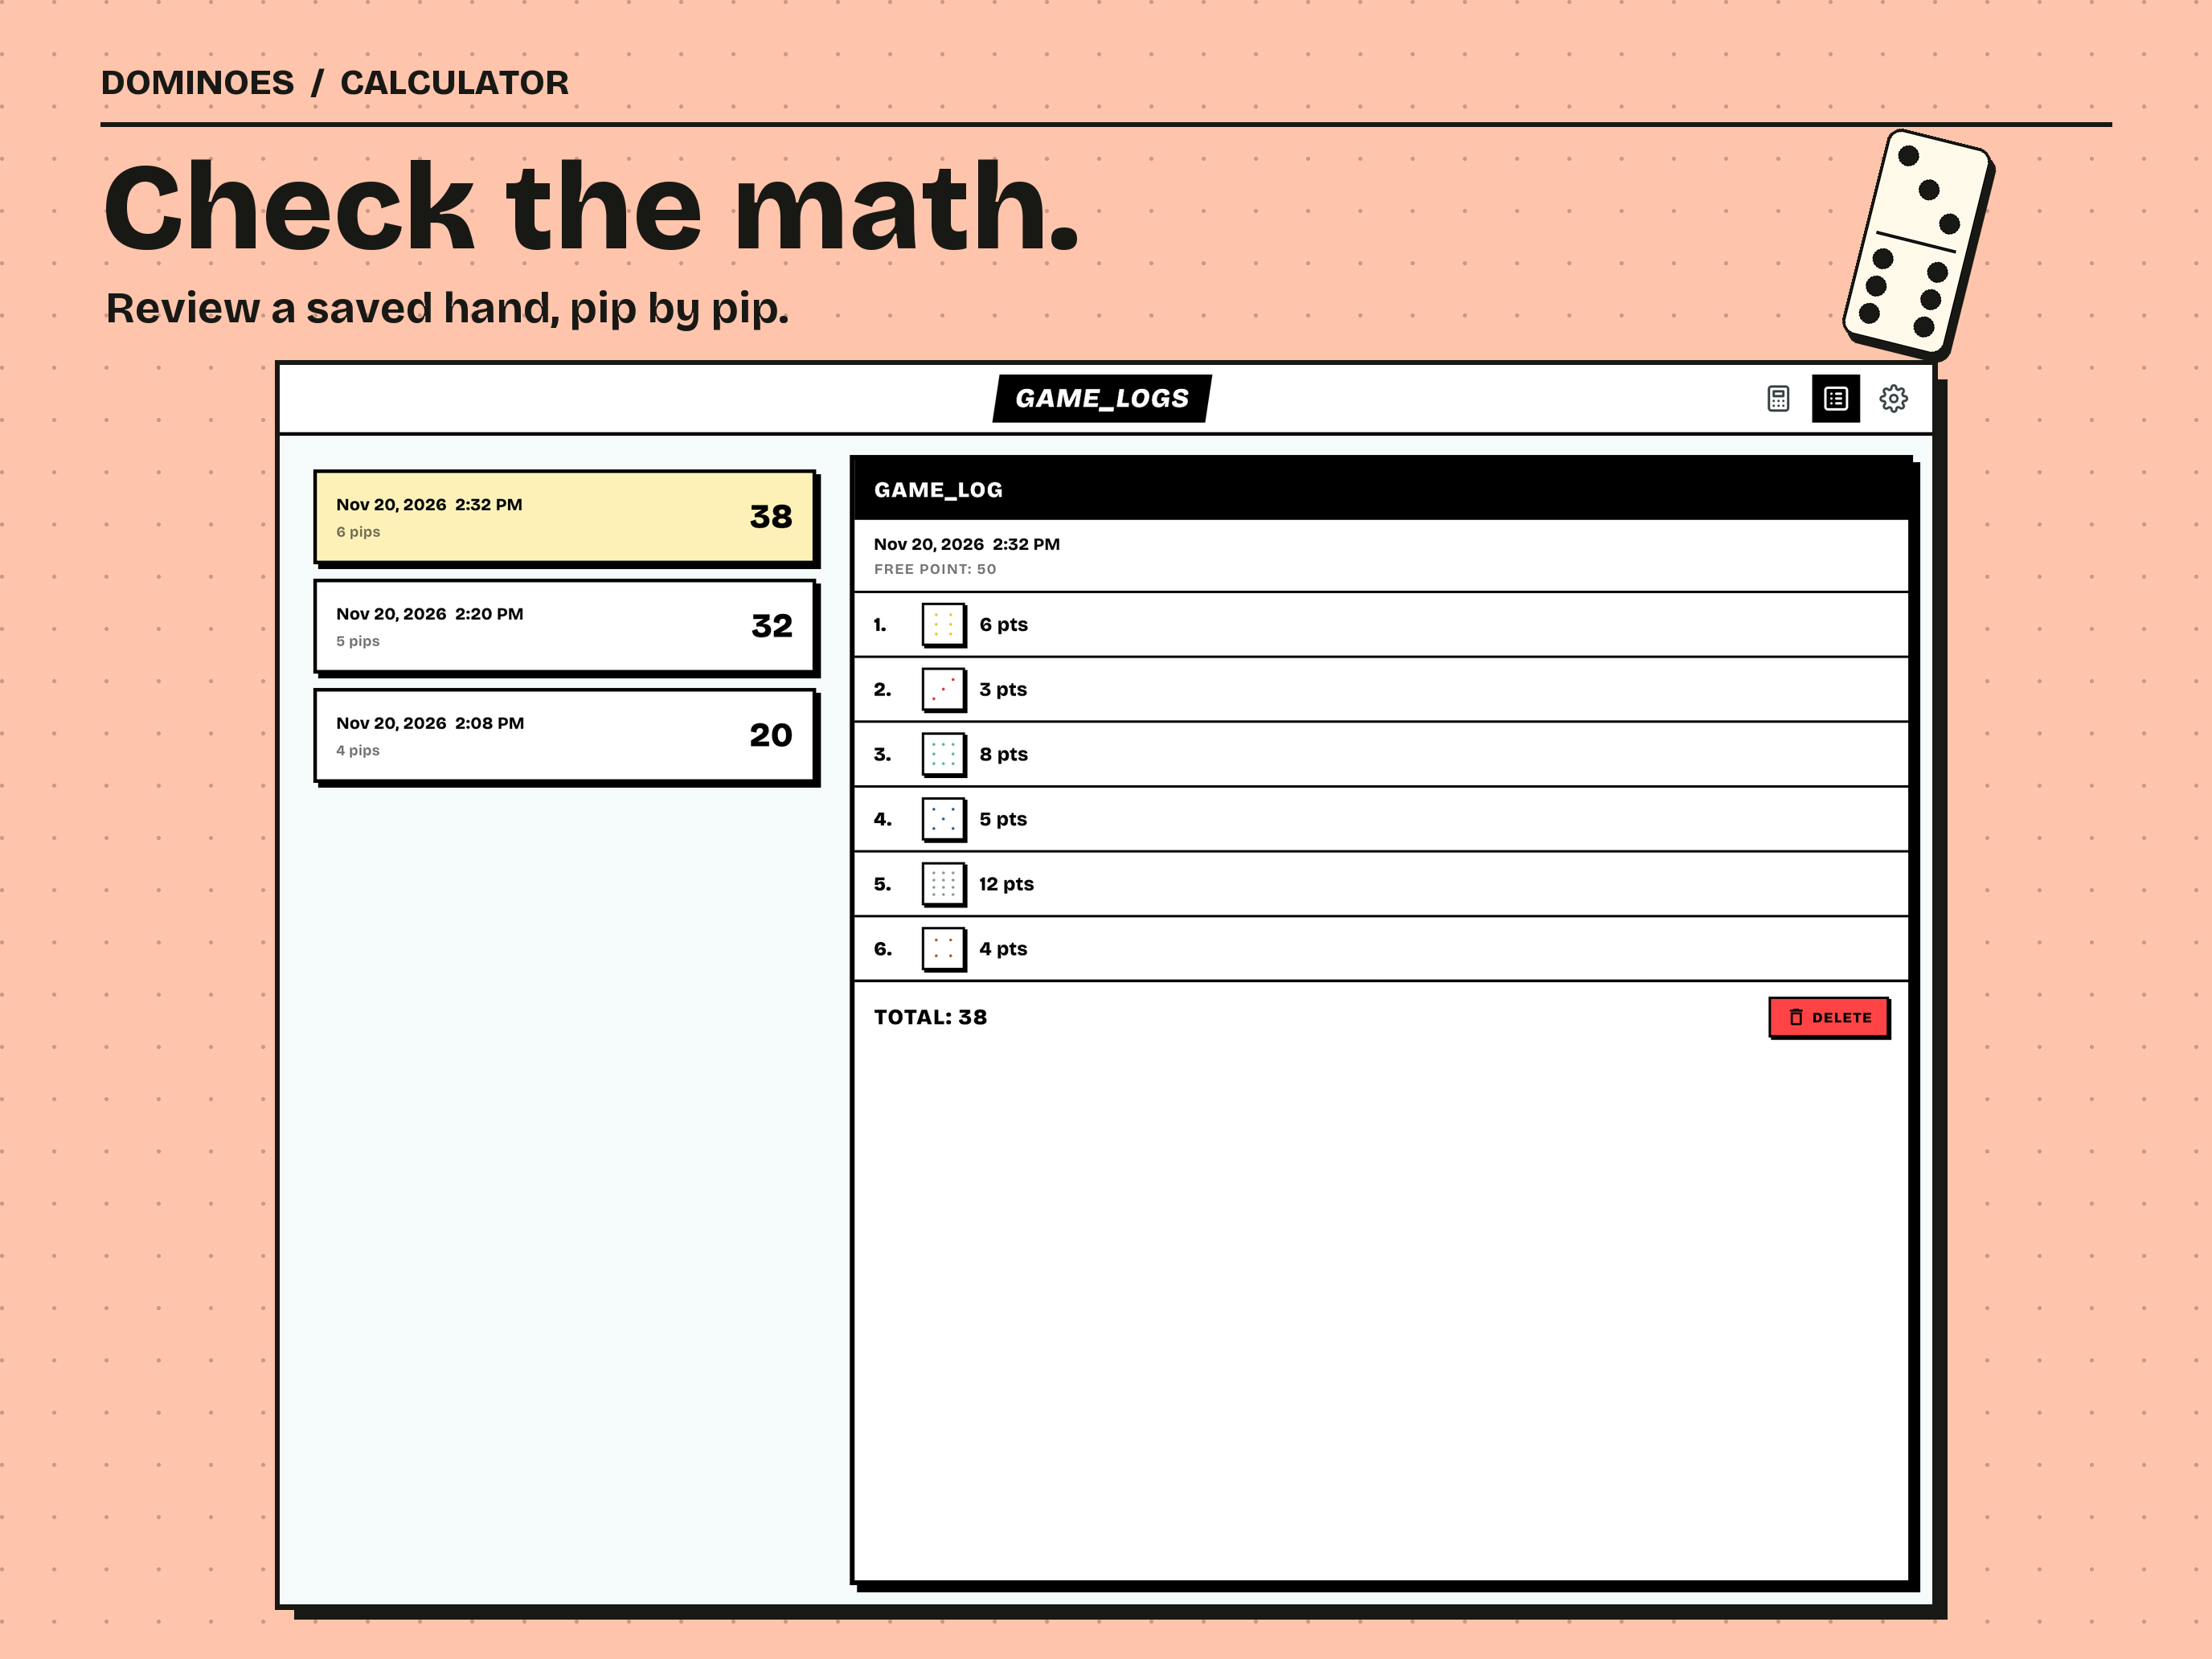 DOMINOES / CALCULATOR
Check the math.
Review a saved hand, pip by pip.
GAME_LOGS
Nov 20, 2026 2:32 PM
6 pips
38
Nov 20, 2026 2:20 PM
5 pips
32
Nov 20, 2026 2:08 PM
4 pips
20
GAME_LOG
Nov 20, 2026 2:32 PM
FREE POINT: 50
1. 6 pts
2. 3 pts
3. 8 pts
4. 5 pts
5. 12 pts
6. 4 pts
TOTAL: 38
DELETE